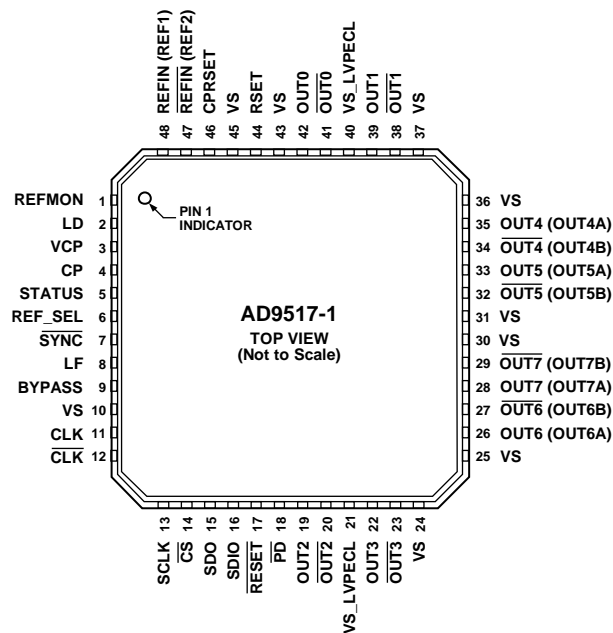 48 REFIN (REF1)
47 REFIN (REF2)
46 CPRSET
45 VS
44 RSET
43 VS
42 OUT0
41 OUT0
40 VS_LVPECL
39 OUT1
38 OUT1
37 VS
REFMON 1
LD 2
VCP 3
CP 4
STATUS 5
REF_SEL 6
SYNC 7
LF 8
BYPASS 9
VS 10
CLK 11
CLK 12
PIN 1
INDICATOR
AD9517-1
TOP VIEW
(Not to Scale)
36 VS
35 OUT4 (OUT4A)
34 OUT4 (OUT4B)
33 OUT5 (OUT5A)
32 OUT5 (OUT5B)
31 VS
30 VS
29 OUT7 (OUT7B)
28 OUT7 (OUT7A)
27 OUT6 (OUT6B)
26 OUT6 (OUT6A)
25 VS
SCLK 13
CS 14
SDO 15
SDIO 16
RESET 17
PD 18
OUT2 19
OUT2 20
VS_LVPECL 21
OUT3 22
OUT3 23
VS 24